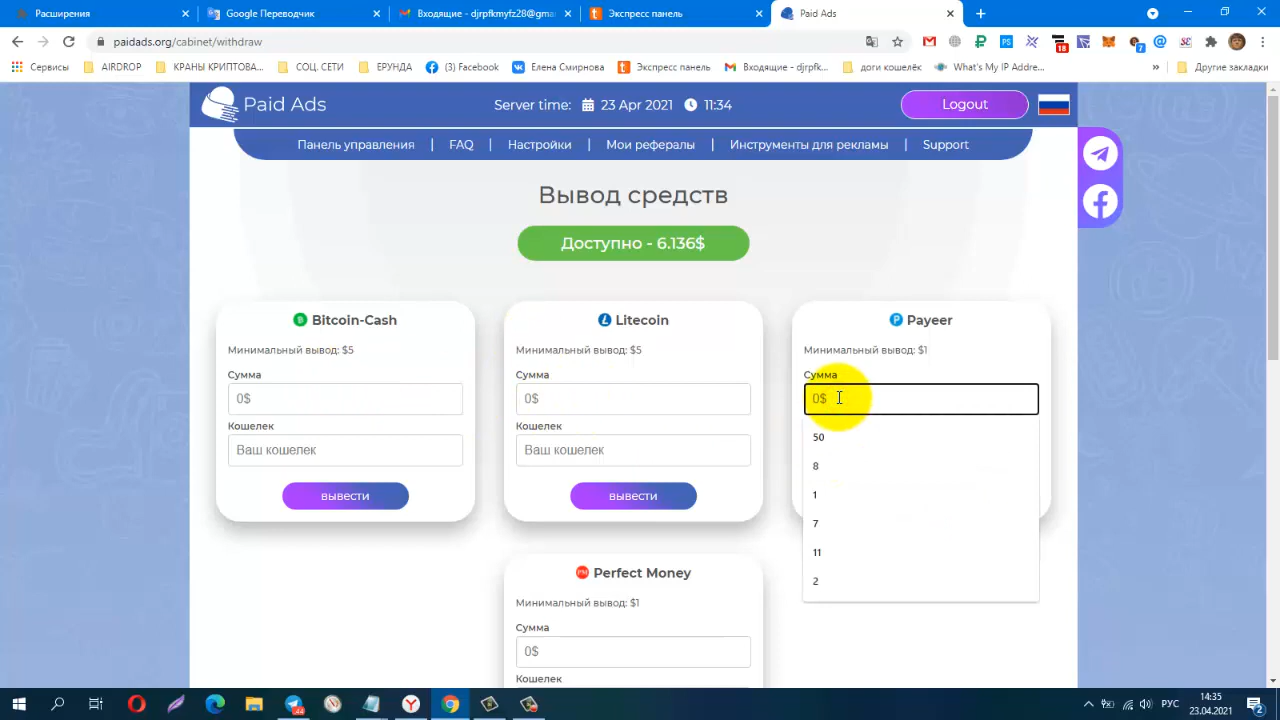 Расширения
Google Переводчик
Входящие - djrpfkmyfz28@gma
Экспресс панель
Paid Ads
paidads.org/cabinet/withdraw
Сервисы
AIRDROP
КРАНЫ КРИПТОВА...
СОЦ. СЕТИ
ЕРУНДА
(3) Facebook
Елена Смирнова
Экспресс панель
Входящие - djrpfk...
доги кошелёк
What's My IP Addre...
»
Другие закладки
Paid Ads
Server time: 23 Apr 2021 11:34
Logout
Панель управления | FAQ | Настройки | Мои рефералы | Инструменты для рекламы | Support
Вывод средств
Доступно - 6.136$
Bitcoin-Cash
Минимальный вывод: $5
Сумма
0$
Кошелек
Ваш кошелек
вывести
Litecoin
Минимальный вывод: $5
Сумма
0$
Кошелек
Ваш кошелек
вывести
Payeer
Минимальный вывод: $1
Сумма
0$
50
8
1
7
11
2
Perfect Money
Минимальный вывод: $1
Сумма
0$
Кошелек
РУС
14:35
23.04.2021